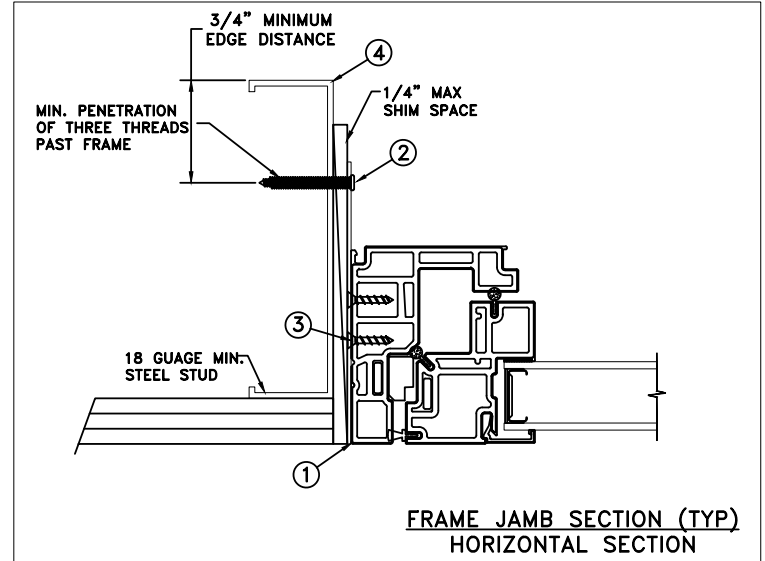 3/4" MINIMUM
EDGE DISTANCE
4
1/4" MAX
SHIM SPACE
MIN. PENETRATION
OF THREE THREADS
PAST FRAME
2
3
18 GUAGE MIN.
STEEL STUD
1
FRAME JAMB SECTION (TYP)
HORIZONTAL SECTION